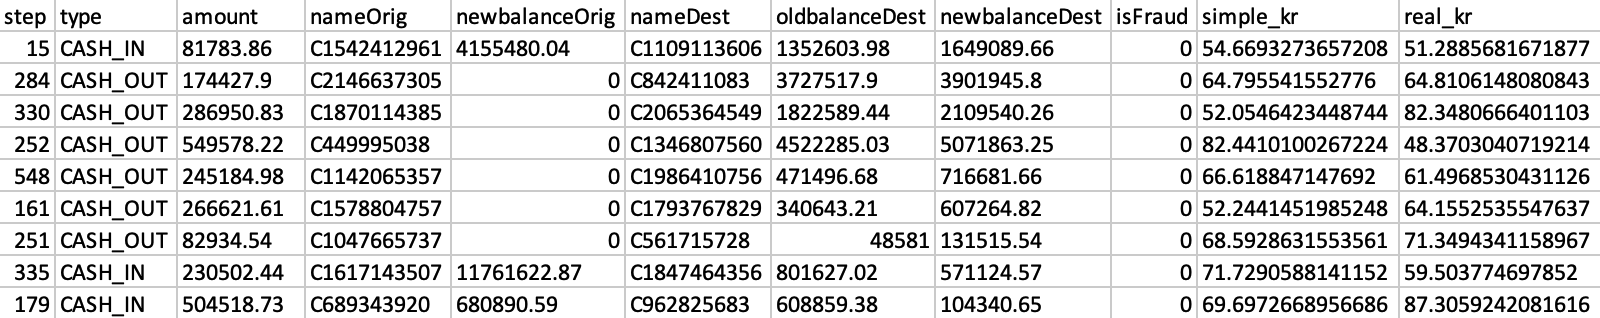 step type amount nameOrig newbalanceOrig nameDest oldbalanceDest newbalanceDest isFraud simple_kr real_kr
15 CASH_IN 81783.86 C1542412961 4155480.04 C1109113606 1352603.98 1649089.66 0 54.6693273657208 51.2885681671877
284 CASH_OUT 174427.9 C2146637305 0 C842411083 3727517.9 3901945.8 0 64.795541552776 64.8106148080843
330 CASH_OUT 286950.83 C1870114385 0 C2065364549 1822589.44 2109540.26 0 52.0546423448744 82.3480666401103
252 CASH_OUT 549578.22 C449995038 0 C1346807560 4522285.03 5071863.25 0 82.4410100267224 48.3703040719214
548 CASH_OUT 245184.98 C1142065357 0 C1986410756 471496.68 716681.66 0 66.618847147692 61.4968530431126
161 CASH_OUT 266621.61 C1578804757 0 C1793767829 340643.21 607264.82 0 52.2441451985248 64.1552535547637
251 CASH_OUT 82934.54 C1047665737 0 C561715728 48581 131515.54 0 68.5928631553561 71.3494341158967
335 CASH_IN 230502.44 C1617143507 11761622.87 C1847464356 801627.02 571124.57 0 71.7290588141152 59.503774697852
179 CASH_IN 504518.73 C689343920 680890.59 C962825683 608859.38 104340.65 0 69.6972668956686 87.3059242081616